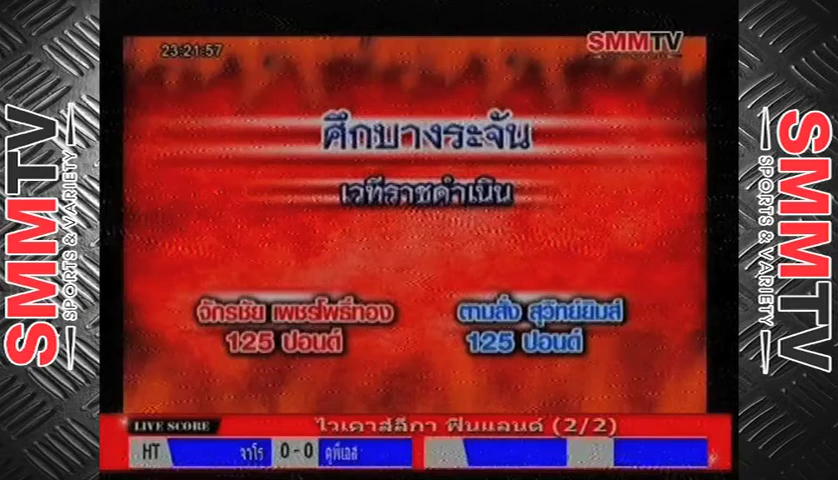 23:21:57
SMMTV
ศึกบางระจัน
เวทีราชดำเนิน
จักรชัย เพชรโพธิ์ทอง
125 ปอนด์
ตามสั่ง สุวิทย์ยิมส์
125 ปอนด์
SMMTV
SPORTS & VARIETY
SMMTV
SPORTS & VARIETY
LIVE SCORE
ไวเคาส์ลีกา ฟินแลนด์ (2/2)
HT จาโร 0-0 คูพีเอส